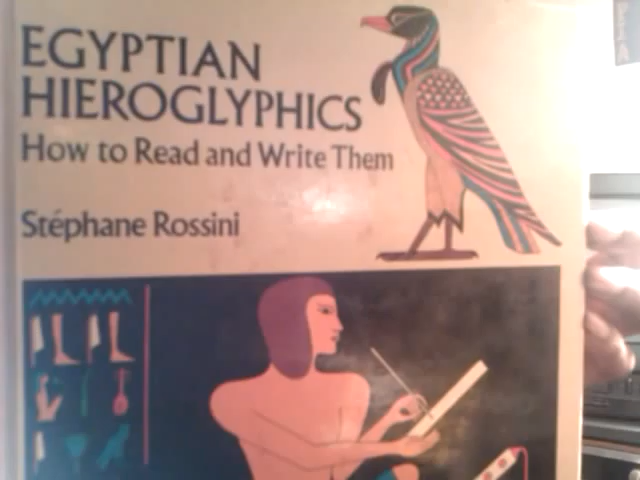 EGYPTIAN
HIEROGLYPHICS
How to Read and Write Them
Stéphane Rossini